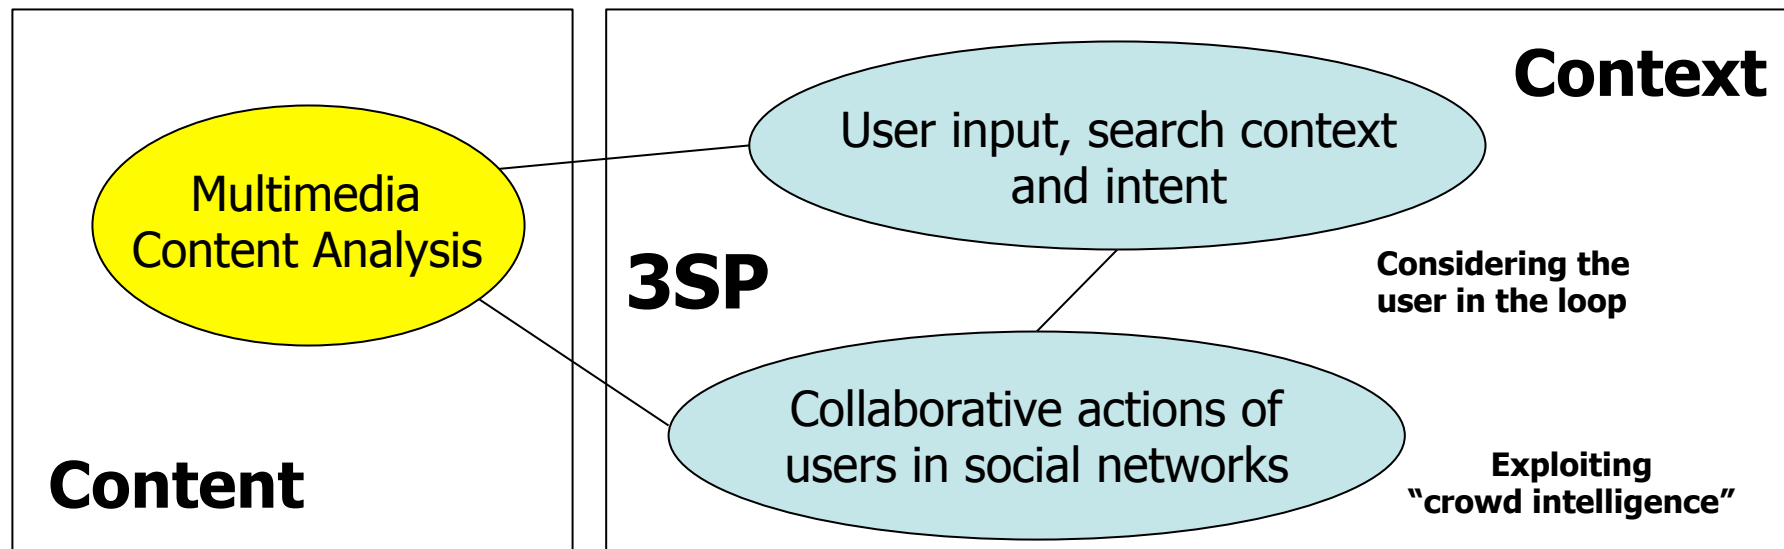 Context
User input, search context
and intent
Multimedia
Content Analysis
3SP
Considering the
user in the loop
Collaborative actions of
users in social networks
Content
Exploiting
“crowd intelligence”